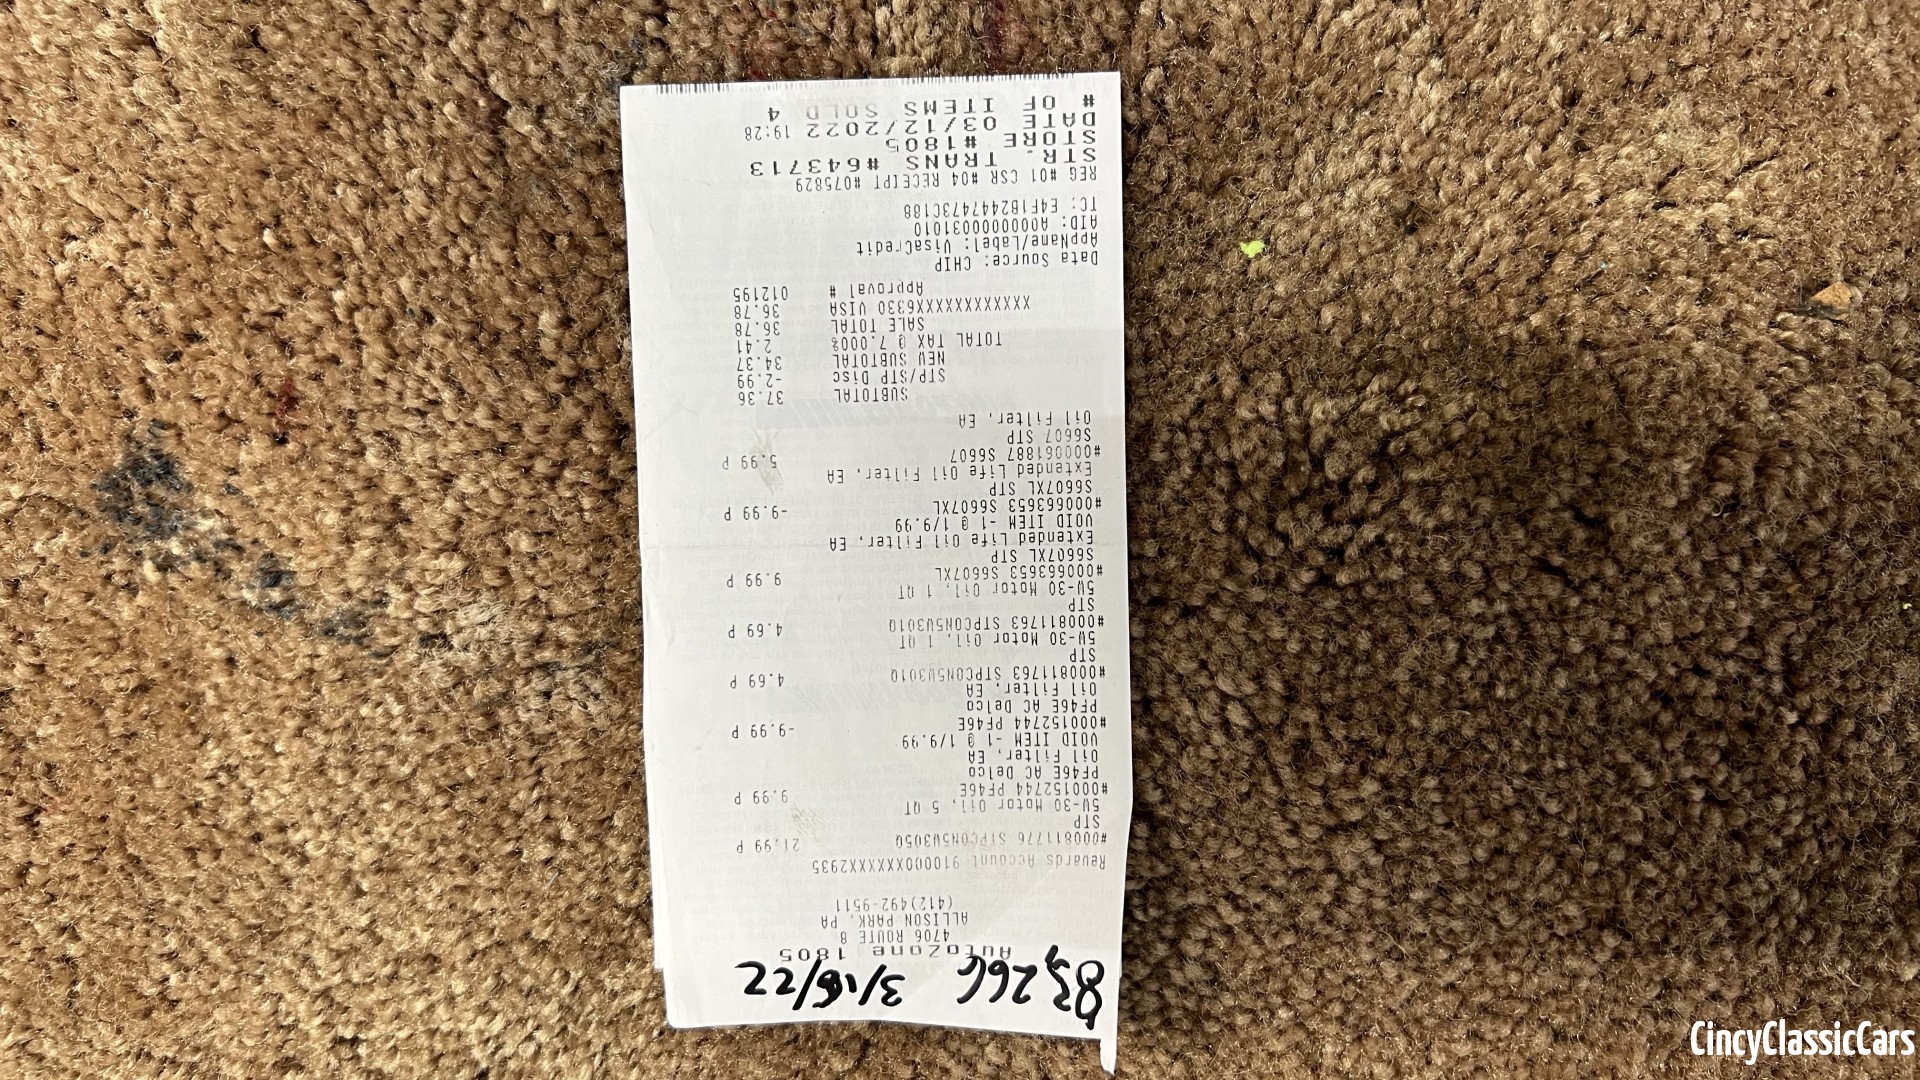 83,266 3/15/22
AutoZone 1805
4706 ROUTE 8
ALLISON PARK, PA
(412)492-9511
Rewards Account 910000XXXXXX2935
#000811776 STPCON5W305Q 21.99 P
STP
5W-30 Motor Oil, 5 QT
#000152744 PF46E 9.99 P
PF46E AC Delco
Oil Filter, EA
VOID ITEM -1 @ 1/9.99
#000152744 PF46E -9.99 P
PF46E AC Delco
Oil Filter, EA
#000811763 STPCON5W301Q 4.69 P
STP
5W-30 Motor Oil, 1 QT
#000811763 STPCON5W301Q 4.69 P
STP
5W-30 Motor Oil, 1 QT
#000663653 S6607XL 9.99 P
S6607XL STP
Extended Life Oil Filter, EA
VOID ITEM -1 @ 1/9.99
#000663653 S6607XL -9.99 P
S6607XL STP
Extended Life Oil Filter, EA
#000061887 S6607 5.99 P
S6607 STP
Oil Filter, EA
SUBTOTAL 37.36
STP/STP Disc -2.99
NEW SUBTOTAL 34.37
TOTAL TAX @ 7.000% 2.41
SALE TOTAL 36.78
XXXXXXXXXXXX6330 VISA 36.78
Approval # 012195
Data Source: CHIP
AppName/Label: VisaCredit
AID: A0000000031010
TC: E4F1B2447473C188
REG #01 CSR #04 RECEIPT #075829
STR. TRANS #643713
STORE #1805
DATE 03/12/2022 19:28
# OF ITEMS SOLD 4
CincyClassicCars